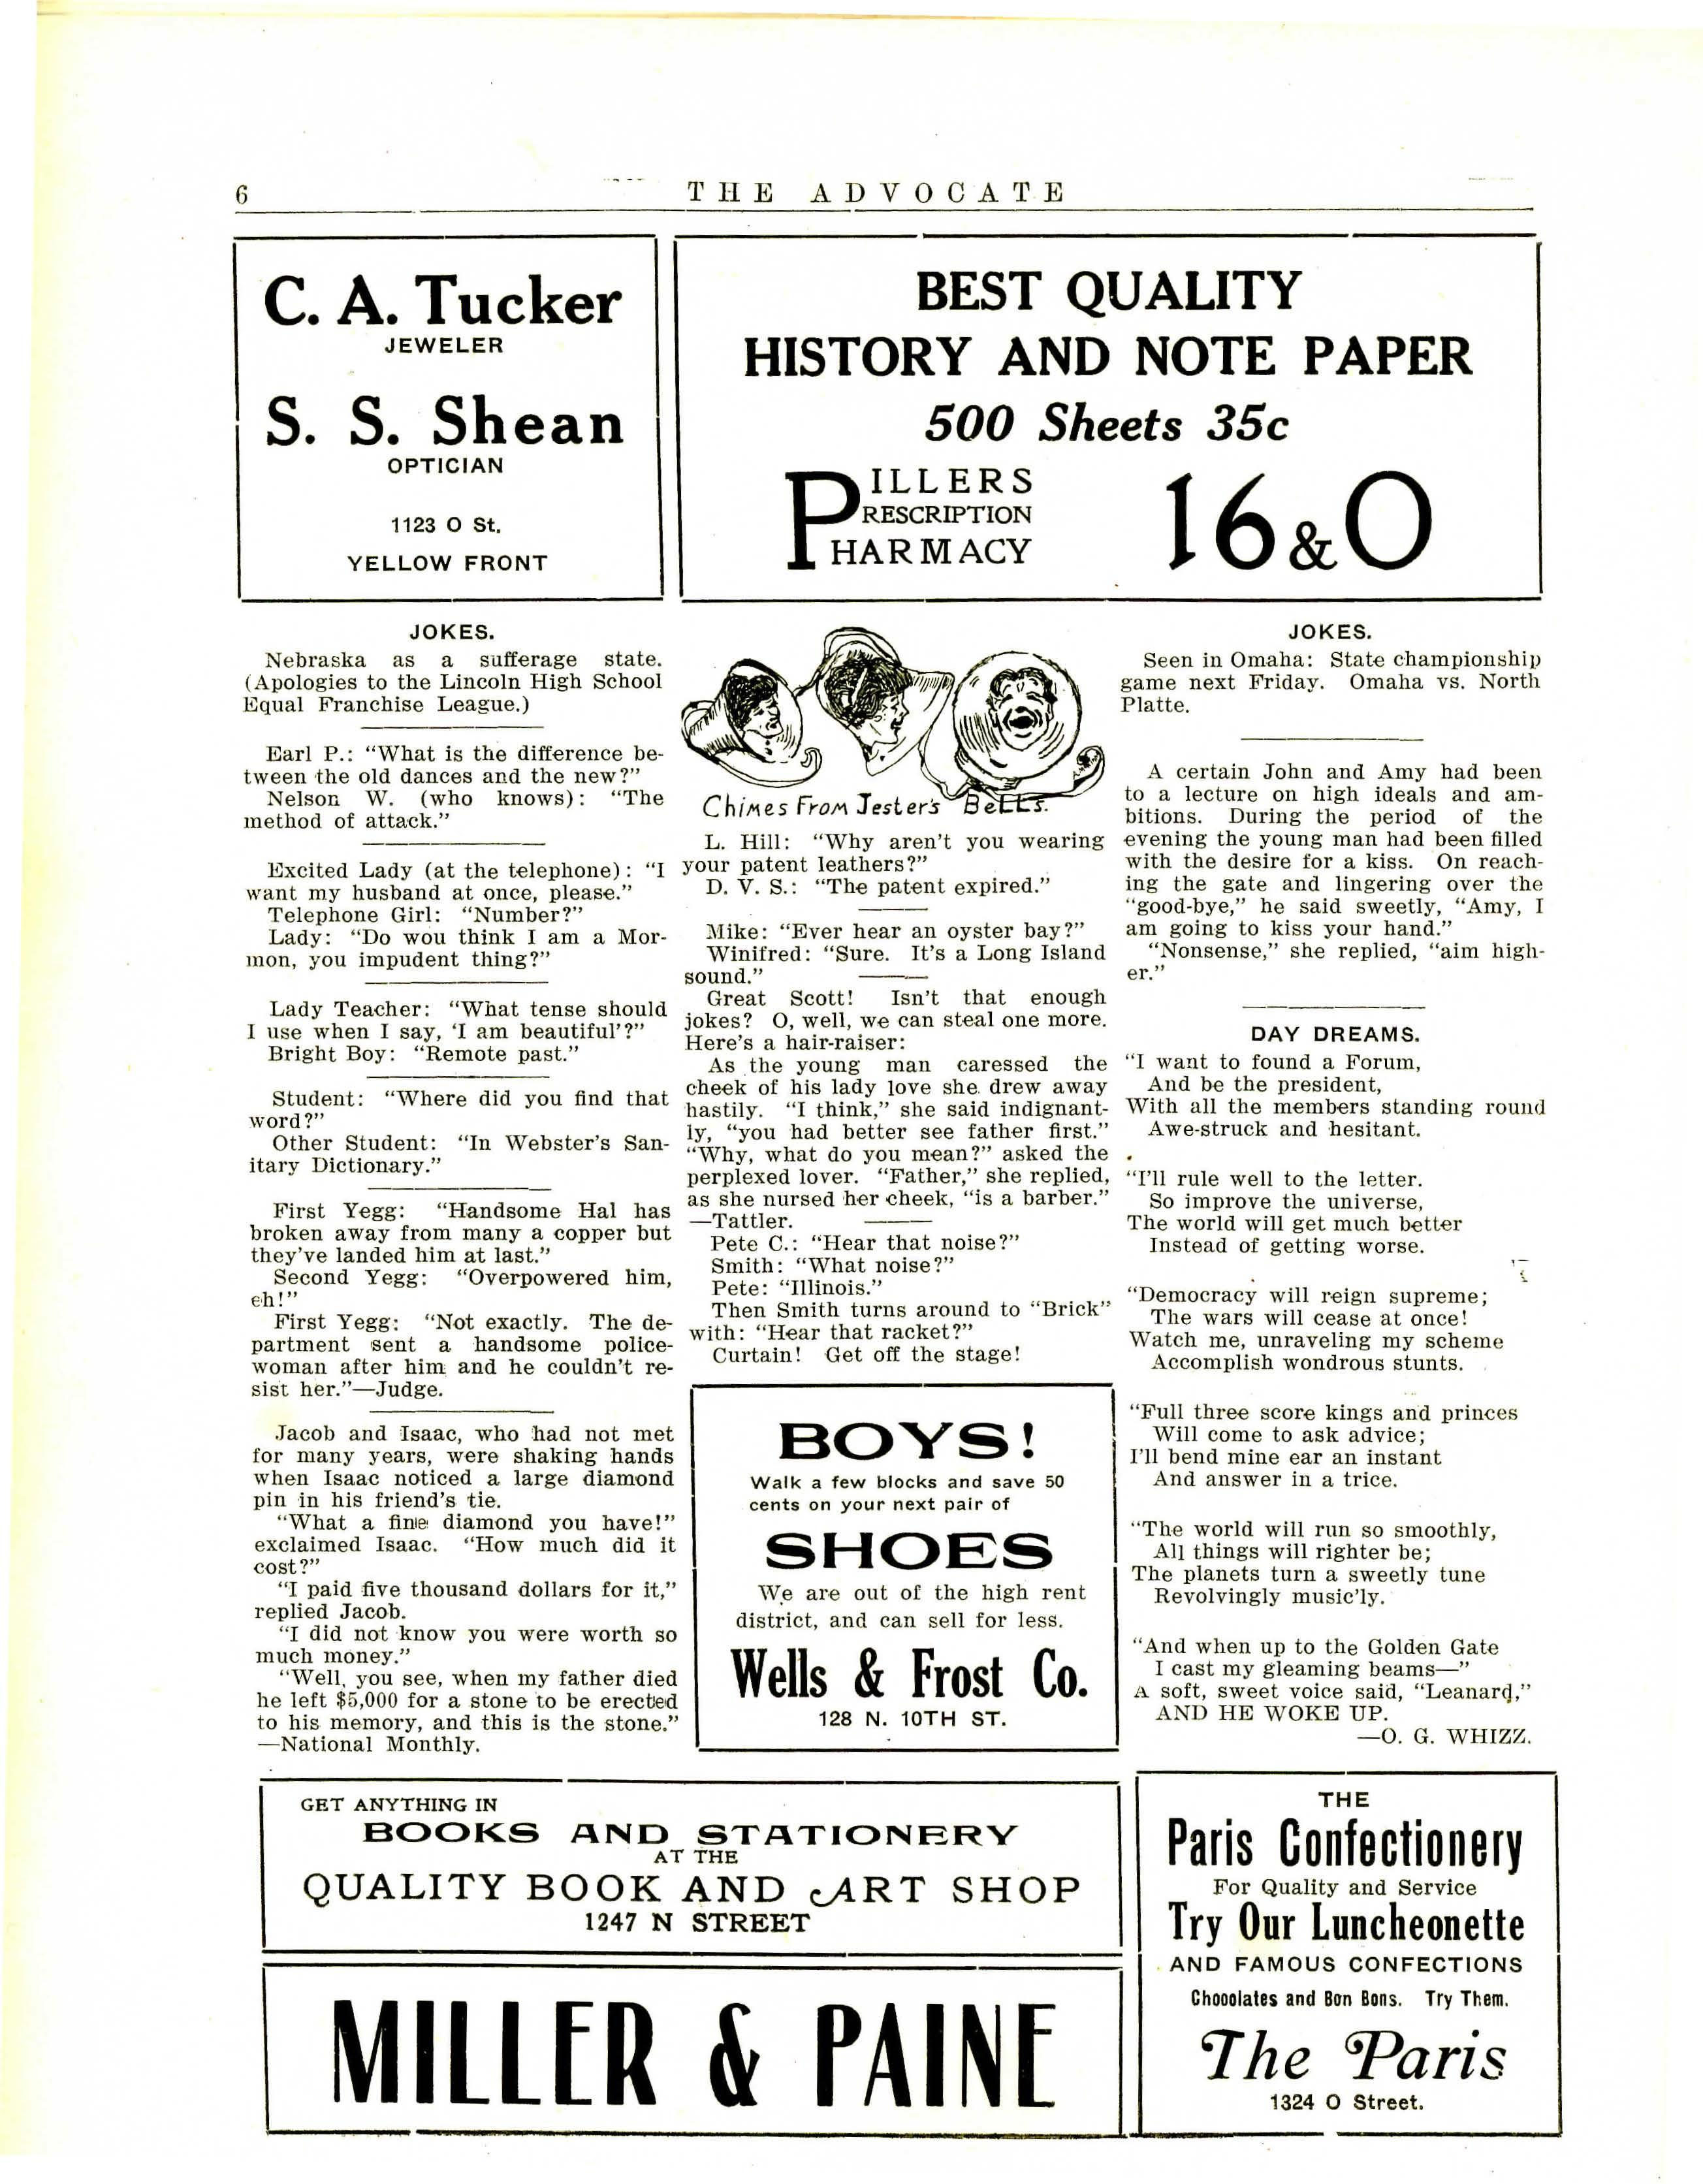 6
THE ADVOCATE
C. A. Tucker
JEWELER
S. S. Shean
OPTICIAN
1123 O St.
YELLOW FRONT
BEST QUALITY
HISTORY AND NOTE PAPER
500 Sheets 35c
PILLERS
PRESCRIPTION
PHARMACY
16 & O
JOKES.
Nebraska as a sufferage state.
(Apologies to the Lincoln High School
Equal Franchise League.)
Earl P.: "What is the difference be-
tween the old dances and the new?"
Nelson W. (who knows): "The
method of attack."
Excited Lady (at the telephone): "I
want my husband at once, please."
Telephone Girl: "Number?"
Lady: "Do wou think I am a Mor-
mon, you impudent thing?"
Lady Teacher: "What tense should
I use when I say, 'I am beautiful'?"
Bright Boy: "Remote past."
Student: "Where did you find that
word?"
Other Student: "In Webster's San-
itary Dictionary."
First Yegg: "Handsome Hal has
broken away from many a copper but
they've landed him at last."
Second Yegg: "Overpowered him,
eh!"
First Yegg: "Not exactly. The de-
partment sent a handsome police-
woman after him and he couldn't re-
sist her."—Judge.
Jacob and Isaac, who had not met
for many years, were shaking hands
when Isaac noticed a large diamond
pin in his friend's tie.
"What a fine diamond you have!"
exclaimed Isaac. "How much did it
cost?"
"I paid five thousand dollars for it,"
replied Jacob.
"I did not know you were worth so
much money."
"Well, you see, when my father died
he left $5,000 for a stone to be erected
to his memory, and this is the stone."
—National Monthly.
Chimes From Jester's Bells.
L. Hill: "Why aren't you wearing
your patent leathers?"
D. V. S.: "The patent expired."
Mike: "Ever hear an oyster bay?"
Winifred: "Sure. It's a Long Island
sound."
Great Scott! Isn't that enough
jokes? O, well, we can steal one more.
Here's a hair-raiser:
As the young man caressed the
cheek of his lady love she drew away
hastily. "I think," she said indignant-
ly, "you had better see father first."
"Why, what do you mean?" asked the
perplexed lover. "Father," she replied,
as she nursed her cheek, "is a barber."
—Tattler.
Pete C.: "Hear that noise?"
Smith: "What noise?"
Pete: "Illinois."
Then Smith turns around to "Brick"
with: "Hear that racket?"
Curtain! Get off the stage!
BOYS!
Walk a few blocks and save 50
cents on your next pair of
SHOES
We are out of the high rent
district, and can sell for less.
Wells & Frost Co.
128 N. 10TH ST.
JOKES.
Seen in Omaha: State championship
game next Friday. Omaha vs. North
Platte.
A certain John and Amy had been
to a lecture on high ideals and am-
bitions. During the period of the
evening the young man had been filled
with the desire for a kiss. On reach-
ing the gate and lingering over the
"good-bye," he said sweetly, "Amy, I
am going to kiss your hand."
"Nonsense," she replied, "aim high-
er."
DAY DREAMS.
"I want to found a Forum,
And be the president,
With all the members standing round
Awe-struck and hesitant.
"I'll rule well to the letter.
So improve the universe,
The world will get much better
Instead of getting worse.
"Democracy will reign supreme;
The wars will cease at once!
Watch me, unraveling my scheme
Accomplish wondrous stunts.
"Full three score kings and princes
Will come to ask advice;
I'll bend mine ear an instant
And answer in a trice.
"The world will run so smoothly,
All things will righter be;
The planets turn a sweetly tune
Revolvingly music'ly.
"And when up to the Golden Gate
I cast my gleaming beams—"
A soft, sweet voice said, "Leanard,"
AND HE WOKE UP.
—O. G. WHIZZ.
GET ANYTHING IN
BOOKS AND STATIONERY
AT THE
QUALITY BOOK AND ART SHOP
1247 N STREET
MILLER & PAINE
THE
Paris Confectionery
For Quality and Service
Try Our Luncheonette
AND FAMOUS CONFECTIONS
Chooolates and Bon Bons. Try Them.
The Paris
1324 O Street.